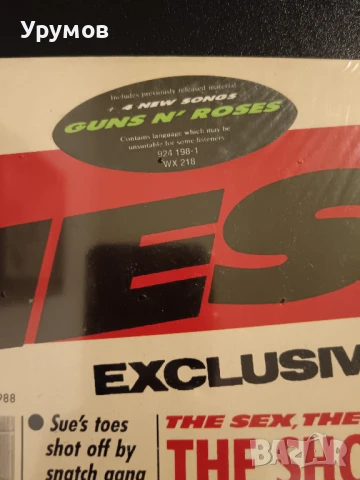 Урумов
Includes previously released material
+ 4 NEW SONGS
GUNS N' ROSES
Contains language which may be
unsuitable for some listeners
924 198-1
WX 218
IES
EXCLUSIV
988
• Sue's toes
shot off by
snatch gang
THE SEX, THE
THE SHO
BAZAR